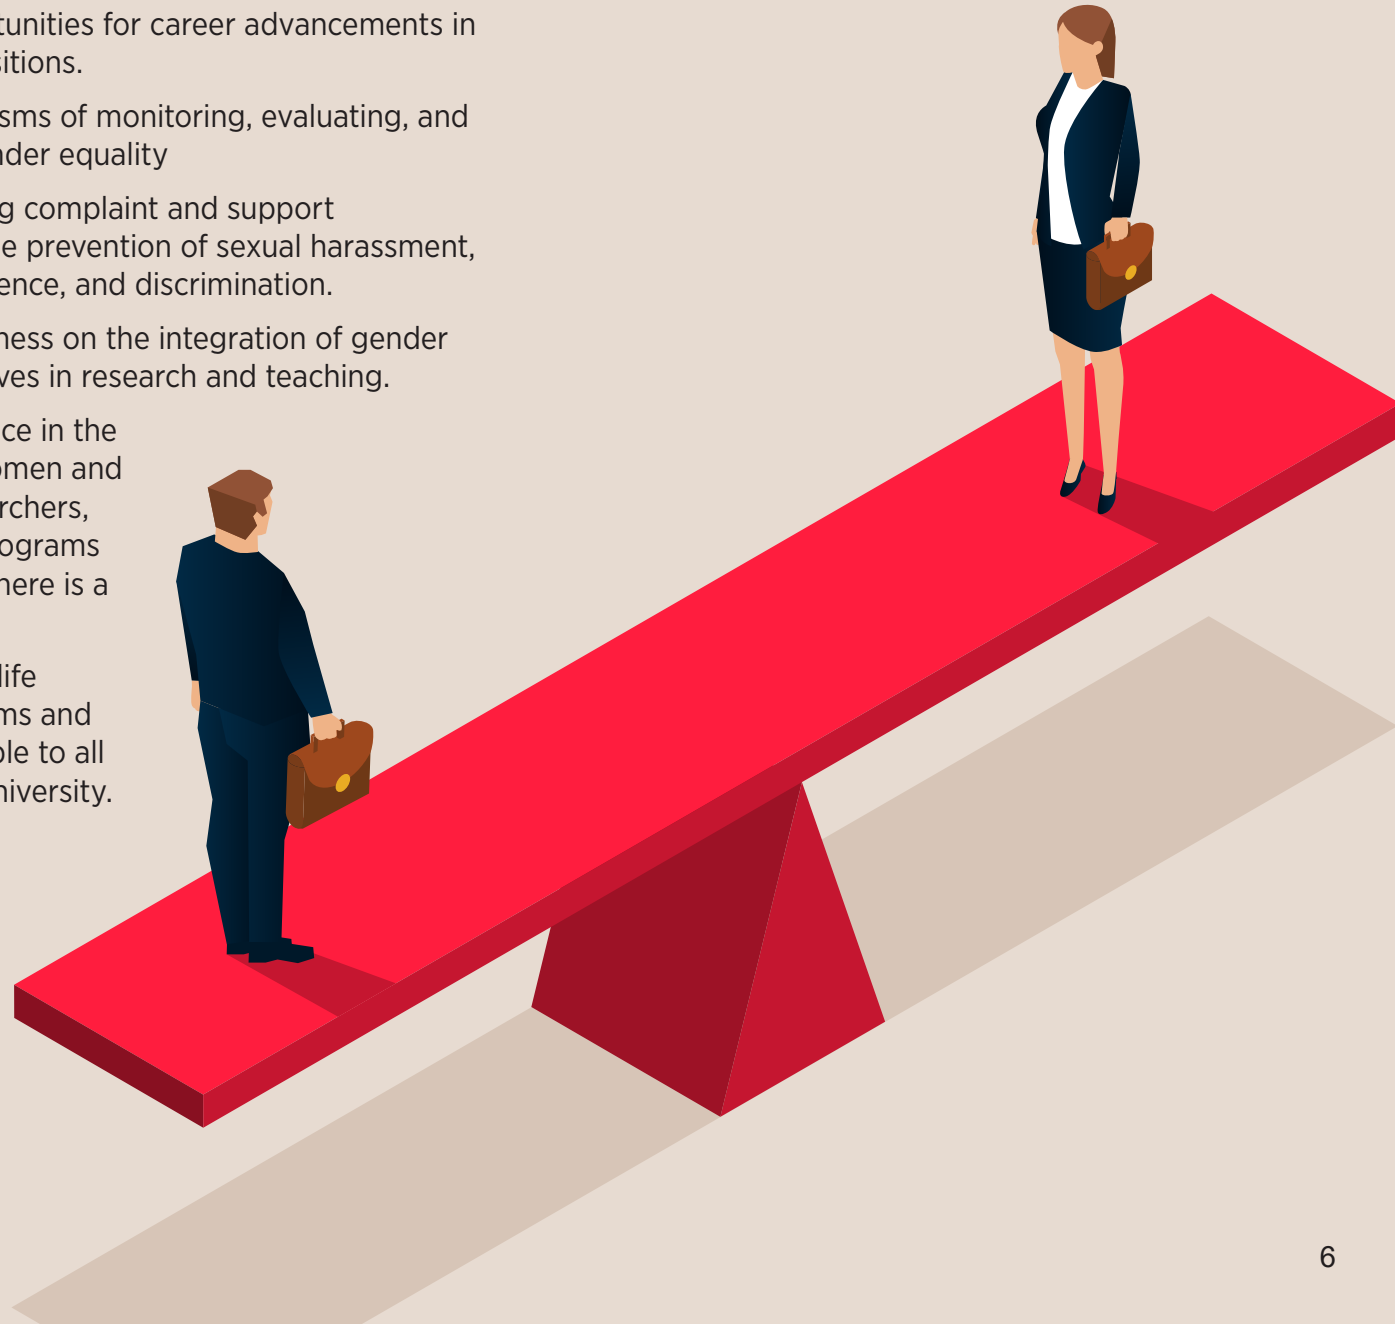 tunities for career advancements in
sitions.
sms of monitoring, evaluating, and
nder equality
g complaint and support
e prevention of sexual harassment,
ence, and discrimination.
ness on the integration of gender
ves in research and teaching.
ce in the
omen and
rchers,
ograms
here is a
life
ms and
ble to all
niversity.
6